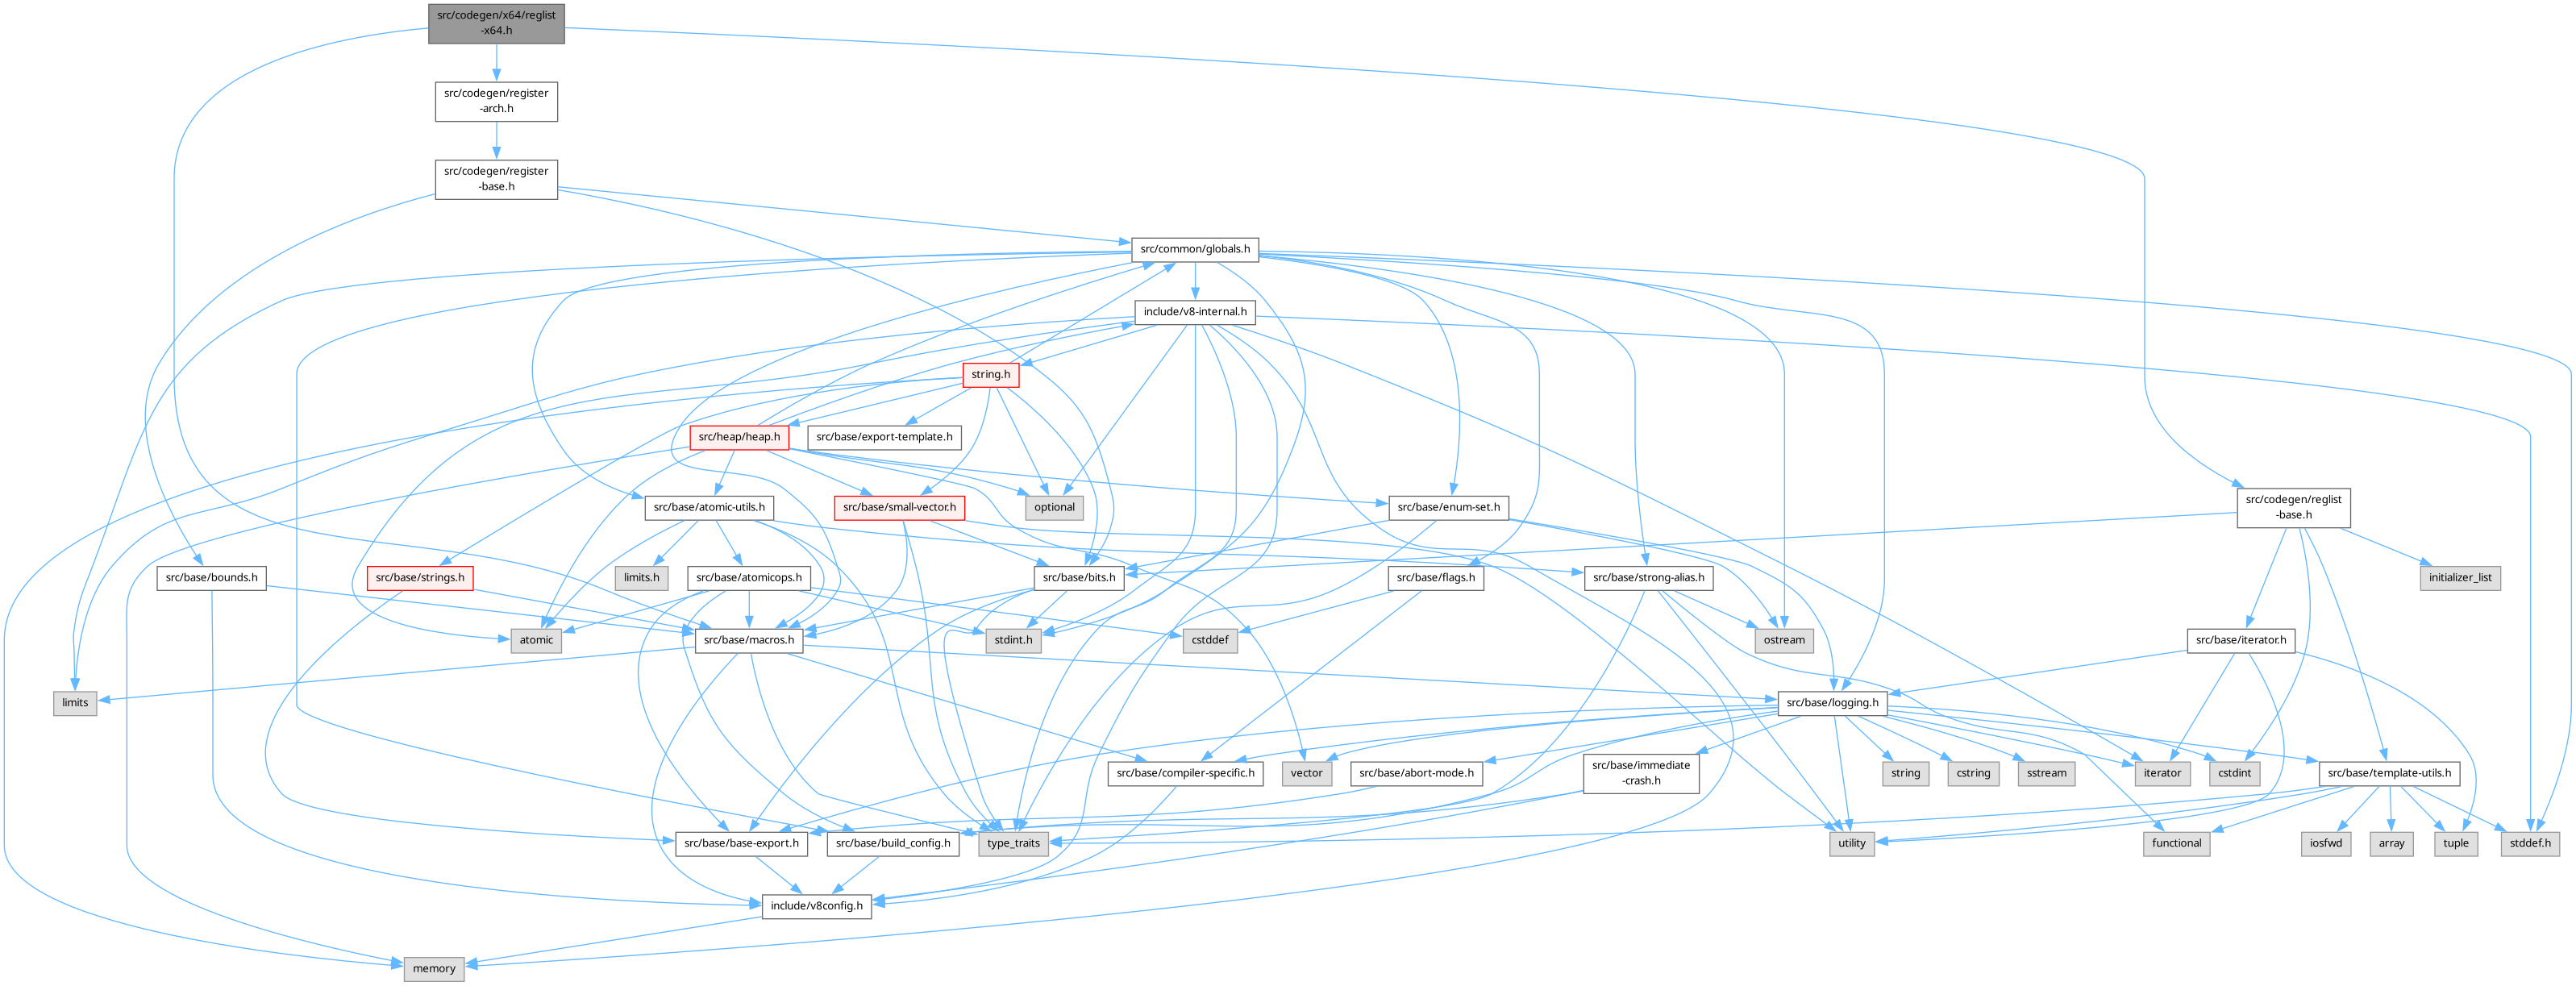 src/codegen/x64/reglist
-x64.h
src/codegen/register
-arch.h
src/codegen/register
-base.h
src/common/globals.h
include/v8-internal.h
string.h
src/heap/heap.h
src/base/export-template.h
src/base/atomic-utils.h
src/base/small-vector.h
optional
src/base/enum-set.h
src/codegen/reglist
-base.h
src/base/bounds.h
src/base/strings.h
limits.h
src/base/atomicops.h
src/base/bits.h
src/base/flags.h
src/base/strong-alias.h
initializer_list
atomic
src/base/macros.h
stdint.h
cstddef
ostream
src/base/iterator.h
limits
src/base/logging.h
src/base/compiler-specific.h
vector
src/base/abort-mode.h
src/base/immediate
-crash.h
string
cstring
sstream
iterator
cstdint
src/base/template-utils.h
src/base/base-export.h
src/base/build_config.h
type_traits
utility
functional
iosfwd
array
tuple
stddef.h
include/v8config.h
memory